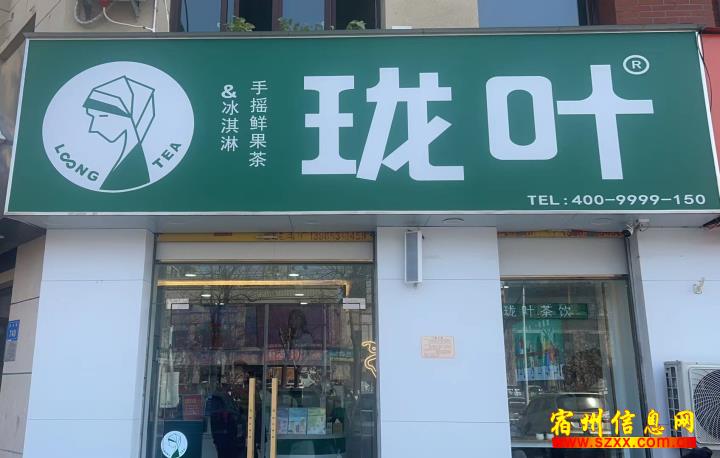 LOONG TEA
手摇鲜果茶
&冰淇淋
珑叶®
TEL:400-9999-150
珑叶茶饮
宿州信息网
www.szxx.com.cn